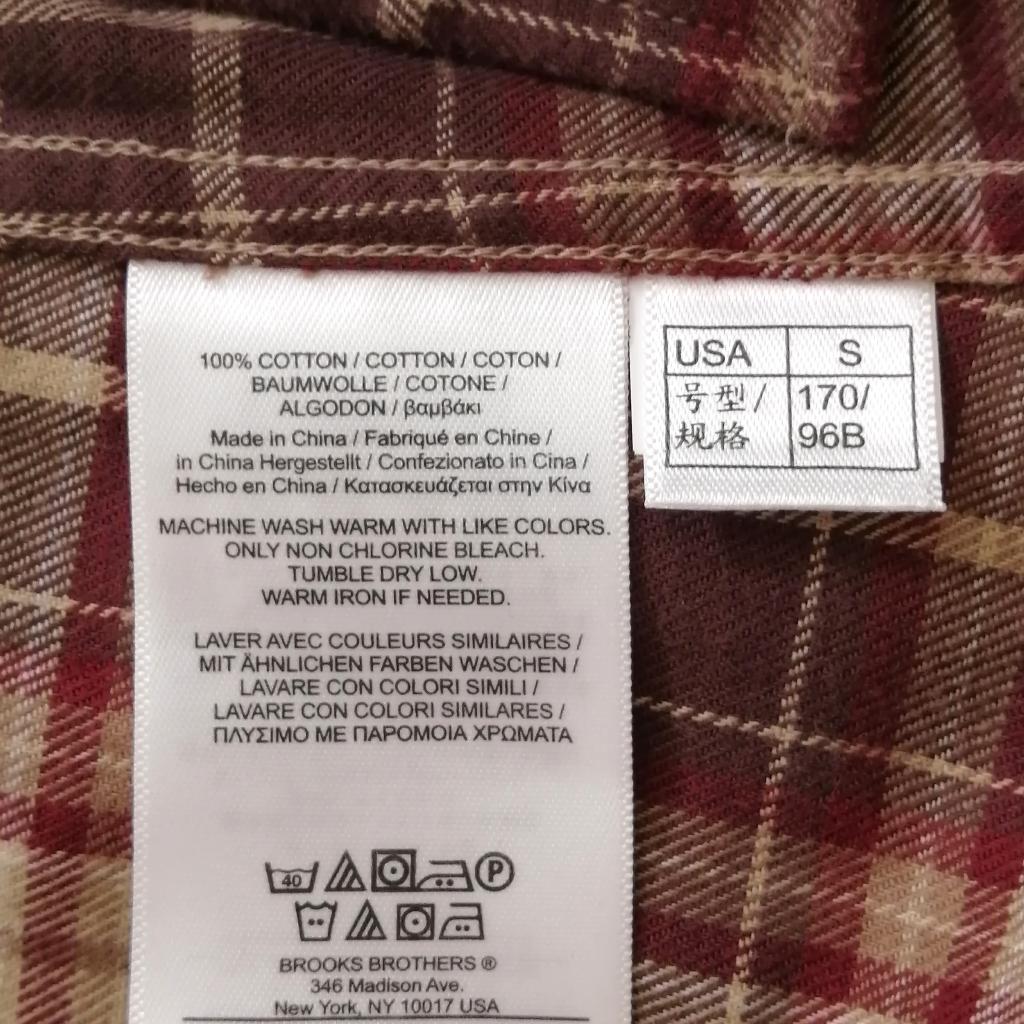 100% COTTON / COTTON / COTON /
BAUMWOLLE / COTONE /
ALGODON / βαμβάκι
Made in China / Fabriqué en Chine /
in China Hergestellt / Confezionato in Cina /
Hecho en China / Κατασκευάζεται στην Κίνα
MACHINE WASH WARM WITH LIKE COLORS.
ONLY NON CHLORINE BLEACH.
TUMBLE DRY LOW.
WARM IRON IF NEEDED.
LAVER AVEC COULEURS SIMILAIRES /
MIT ÄHNLICHEN FARBEN WASCHEN /
LAVARE CON COLORI SIMILI /
LAVARE CON COLORI SIMILARES /
ΠΛΥΣΙΜΟ ΜΕ ΠΑΡΟΜΟΙΑ ΧΡΩΜΑΤΑ
40 P
BROOKS BROTHERS ®
346 Madison Ave.
New York, NY 10017 USA
USA S
号型/ 170/
规格 96B